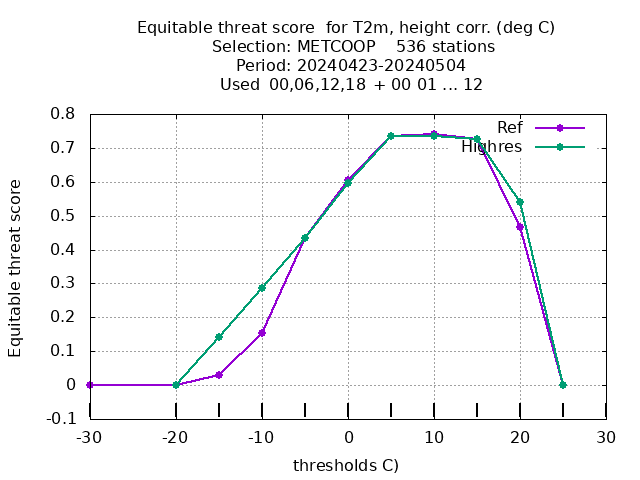 Equitable threat score  for T2m, height corr. (deg C)
Selection: METCOOP    536 stations
Period: 20240423-20240504
Used  00,06,12,18  + 00 01 ... 12
Ref
Highres
0.8
0.7
0.6
0.5
0.4
0.3
0.2
0.1
0
-0.1
Equitable threat score
-30 -20 -10 0 10 20 30
thresholds C)